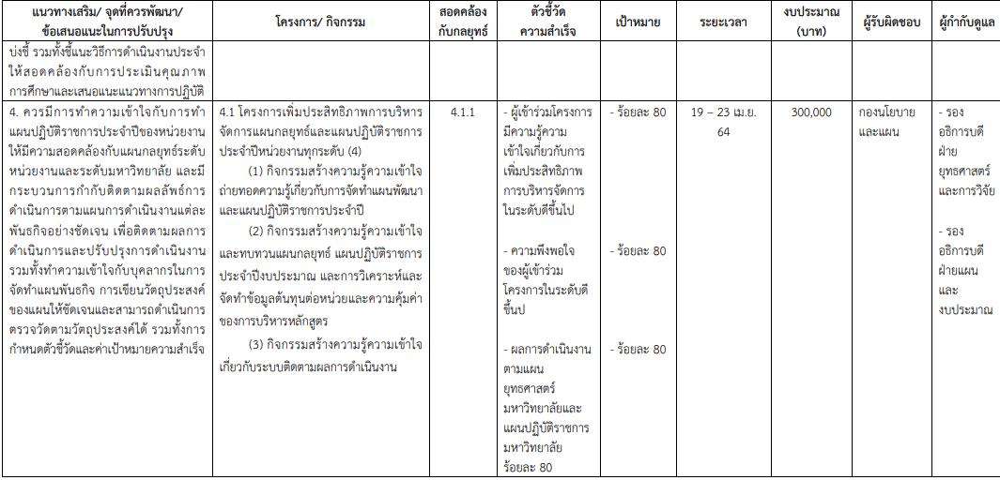 แนวทางเสริม/ จุดที่ควรพัฒนา/
ข้อเสนอแนะในการปรับปรุง
โครงการ/ กิจกรรม
สอดคล้อง
กับกลยุทธ์
ตัวชี้วัด
ความสำเร็จ
เป้าหมาย
ระยะเวลา
งบประมาณ
(บาท)
ผู้รับผิดชอบ
ผู้กำกับดูแล
บ่งชี้ รวมทั้งชี้แนะวิธีการดำเนินงานประจำ
ให้สอดคล้องกับการประเมินคุณภาพ
การศึกษาและเสนอแนะแนวทางการปฏิบัติ
4. ควรมีการทำความเข้าใจกับการทำ
แผนปฏิบัติราชการประจำปีของหน่วยงาน
ให้มีความสอดคล้องกับแผนกลยุทธ์ระดับ
หน่วยงานและระดับมหาวิทยาลัย และมี
กระบวนการกำกับติดตามผลลัพธ์การ
ดำเนินการตามแผนการดำเนินงานแต่ละ
พันธกิจอย่างชัดเจน เพื่อติดตามผลการ
ดำเนินการและปรับปรุงการดำเนินงาน
รวมทั้งทำความเข้าใจกับบุคลากรในการ
จัดทำแผนพันธกิจ การเขียนวัตถุประสงค์
ของแผนให้ชัดเจนและสามารถดำเนินการ
ตรวจวัดตามวัตถุประสงค์ได้ รวมทั้งการ
กำหนดตัวชี้วัดและค่าเป้าหมายความสำเร็จ
4.1 โครงการเพิ่มประสิทธิภาพการบริหาร
จัดการแผนกลยุทธ์และแผนปฏิบัติราชการ
ประจำปีหน่วยงานทุกระดับ (4)
(1) กิจกรรมสร้างความรู้ความเข้าใจ
ถ่ายทอดความรู้เกี่ยวกับการจัดทำแผนพัฒนา
และแผนปฏิบัติราชการประจำปี
(2) กิจกรรมสร้างความรู้ความเข้าใจ
และทบทวนแผนกลยุทธ์ แผนปฏิบัติราชการ
ประจำปีงบประมาณ และการวิเคราะห์และ
จัดทำข้อมูลต้นทุนต่อหน่วยและความคุ้มค่า
ของการบริหารหลักสูตร
(3) กิจกรรมสร้างความรู้ความเข้าใจ
เกี่ยวกับระบบติดตามผลการดำเนินงาน
4.1.1
- ผู้เข้าร่วมโครงการ
มีความรู้ความ
เข้าใจเกี่ยวกับการ
เพิ่มประสิทธิภาพ
การบริหารจัดการ
ในระดับดีขึ้นไป
- ความพึงพอใจ
ของผู้เข้าร่วม
โครงการในระดับดี
ขึ้นป
- ผลการดำเนินงาน
ตามแผน
ยุทธศาสตร์
มหาวิทยาลัยและ
แผนปฏิบัติราชการ
มหาวิทยาลัย
ร้อยละ 80
- ร้อยละ 80
- ร้อยละ 80
- ร้อยละ 80
19 – 23 เม.ย.
64
300,000
กองนโยบาย
และแผน
- รอง
อธิการบดี
ฝ่าย
ยุทธศาสตร์
และการวิจัย
- รอง
อธิการบดี
ฝ่ายแผน
และ
งบประมาณ